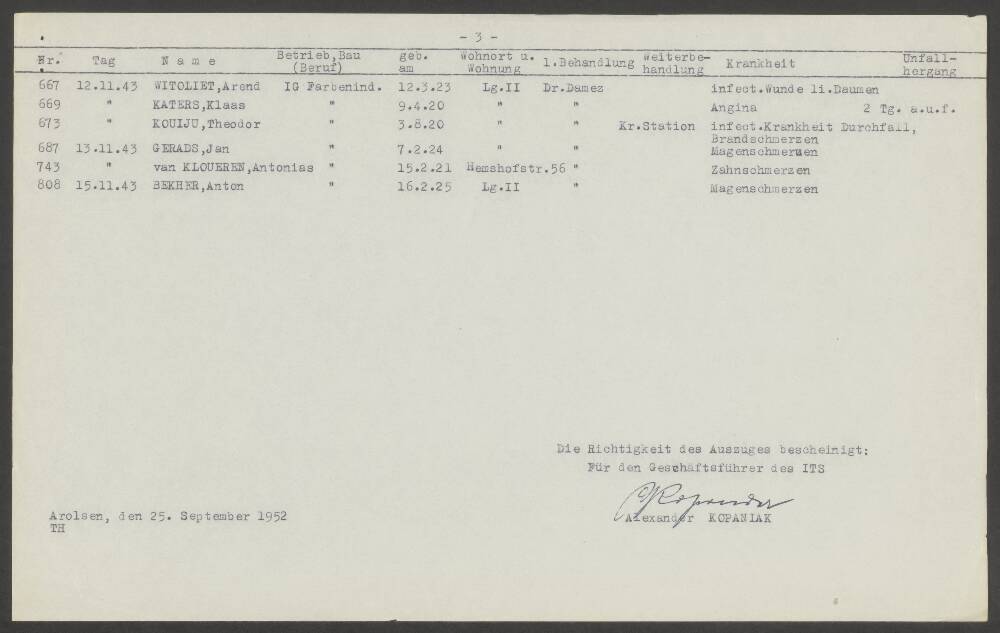 - 3 -
Nr. Tag Name Betrieb,Bau (Beruf) geb. am Wohnort u. Wohnung 1.Behandlung Weiterbe-handlung Krankheit Unfall-hergang
667 12.11.43 WITOLIET,Arend IG Farbenind. 12.3.23 Lg.II Dr.Damez infect.Wunde li.Daumen
669 " KATERS,Klaas " 9.4.20 " " Angina 2 Tg. a.u.f.
673 " KOUIJU,Theodor " 3.8.20 " " Kr.Station infect.Krankheit Durchfall,
Brandschmerzen
687 13.11.43 GERADS,Jan " 7.2.24 " " Magenschmerzen
743 " van KLOUEREN,Antonias " 15.2.21 Hemshofstr.56 " Zahnschmerzen
808 15.11.43 BEKHER,Anton " 16.2.25 Lg.II " Magenschmerzen
Die Richtigkeit des Auszuges bescheinigt:
Für den Geschäftsführer des ITS
Alexander KOPANIAK
Arolsen, den 25. September 1952
TH